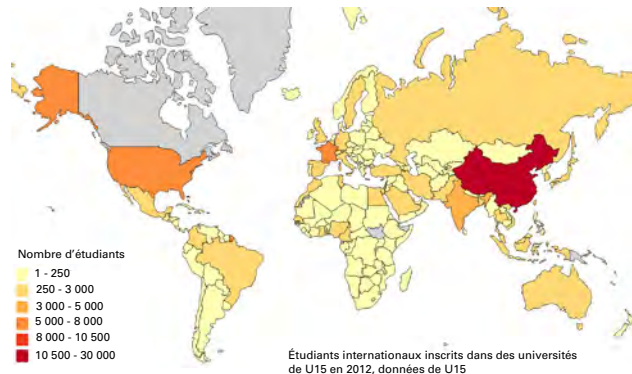 Nombre d'étudiants
1 - 250
250 - 3 000
3 000 - 5 000
5 000 - 8 000
8 000 - 10 500
10 500 - 30 000
Étudiants internationaux inscrits dans des universités
de U15 en 2012, données de U15